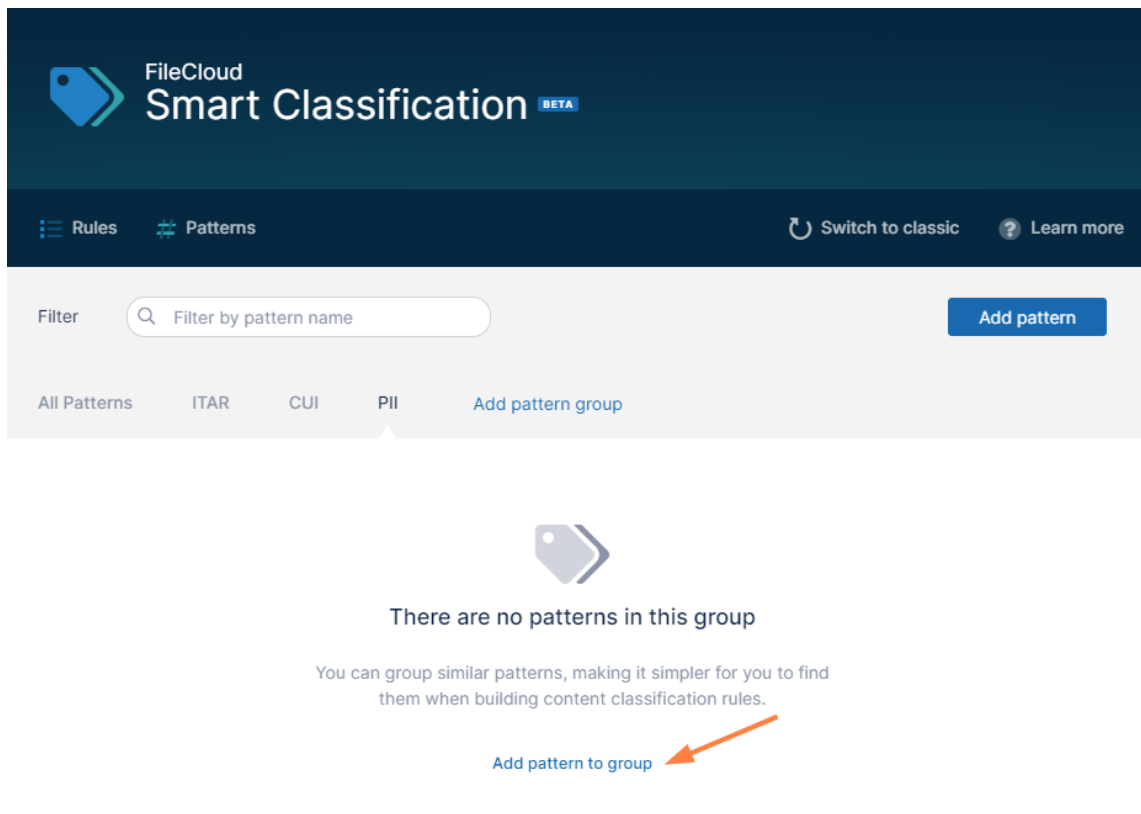 FileCloud
Smart Classification BETA
Rules Patterns Switch to classic ? Learn more
Filter Filter by pattern name Add pattern
All Patterns ITAR CUI PII Add pattern group
There are no patterns in this group
You can group similar patterns, making it simpler for you to find
them when building content classification rules.
Add pattern to group